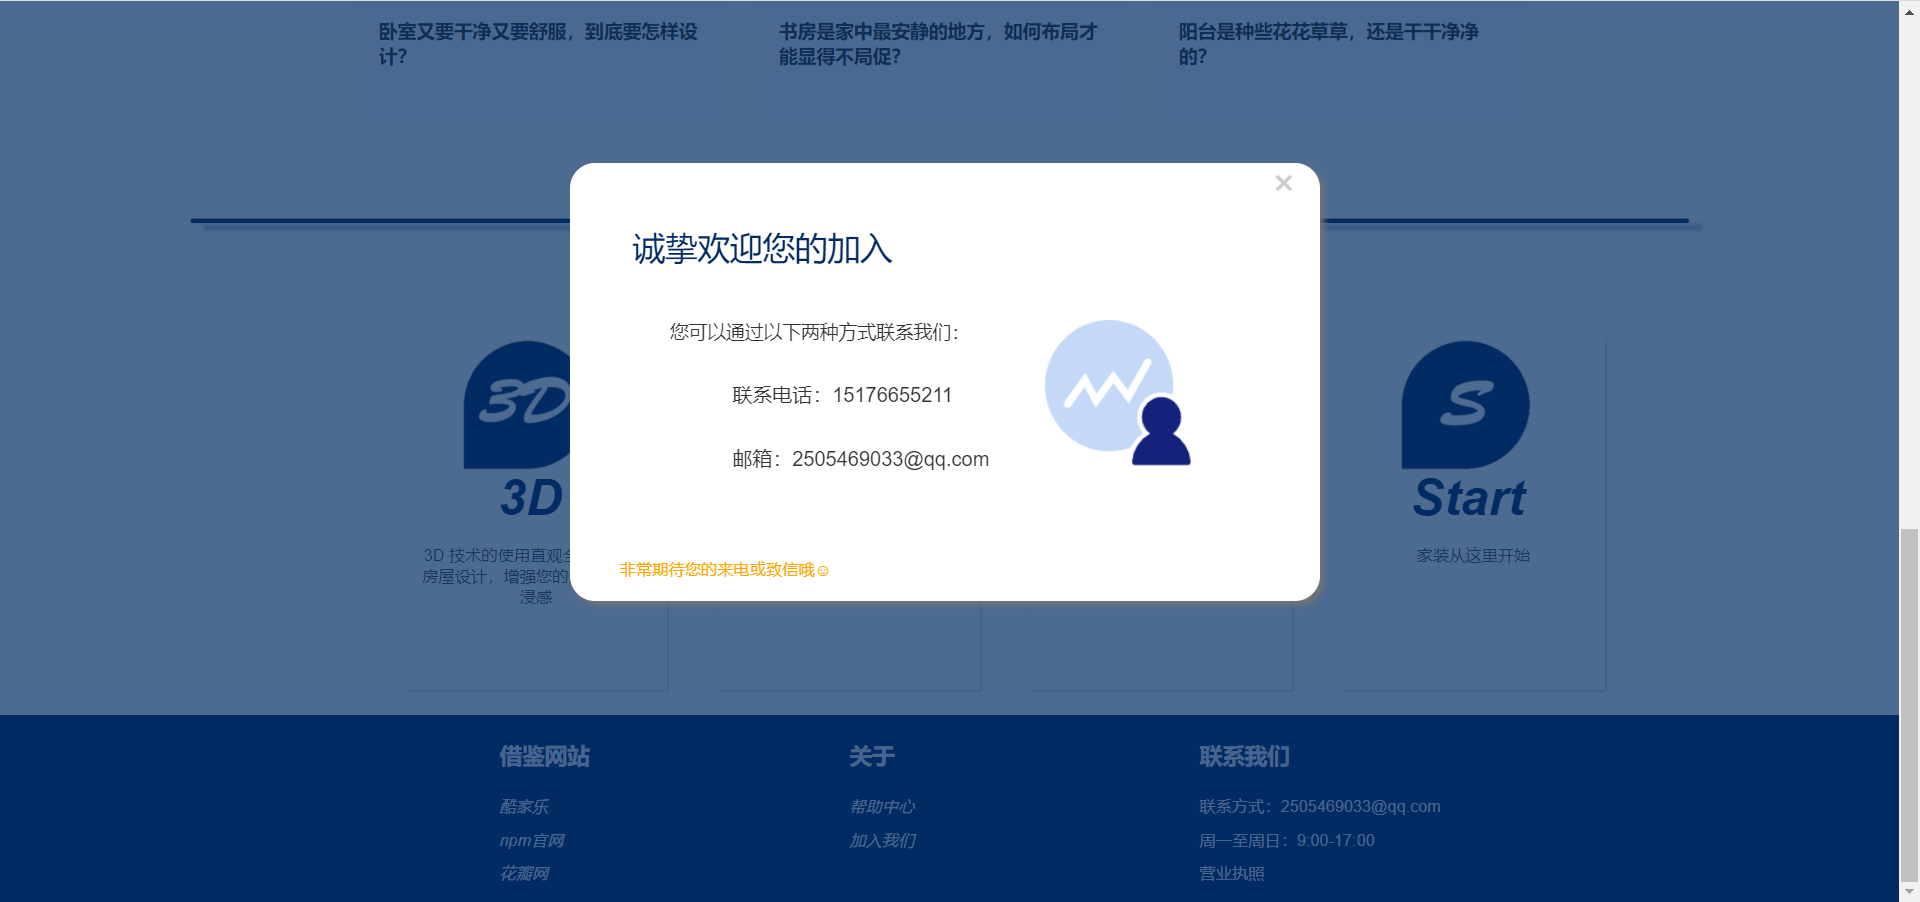 卧室又要干净又要舒服，到底要怎样设
计？
书房是家中最安静的地方，如何布局才
能显得不局促？
阳台是种些花花草草，还是干干净净
的？
×
诚挚欢迎您的加入
您可以通过以下两种方式联系我们：
联系电话：15176655211
邮箱：2505469033@qq.com
非常期待您的来电或致信哦☺
3D
3D
3D 技术的使用直观全
房屋设计，增强您的
浸感
S
Start
家装从这里开始
借鉴网站
酷家乐
npm官网
花瓣网
关于
帮助中心
加入我们
联系我们
联系方式：2505469033@qq.com
周一至周日：9:00-17:00
营业执照